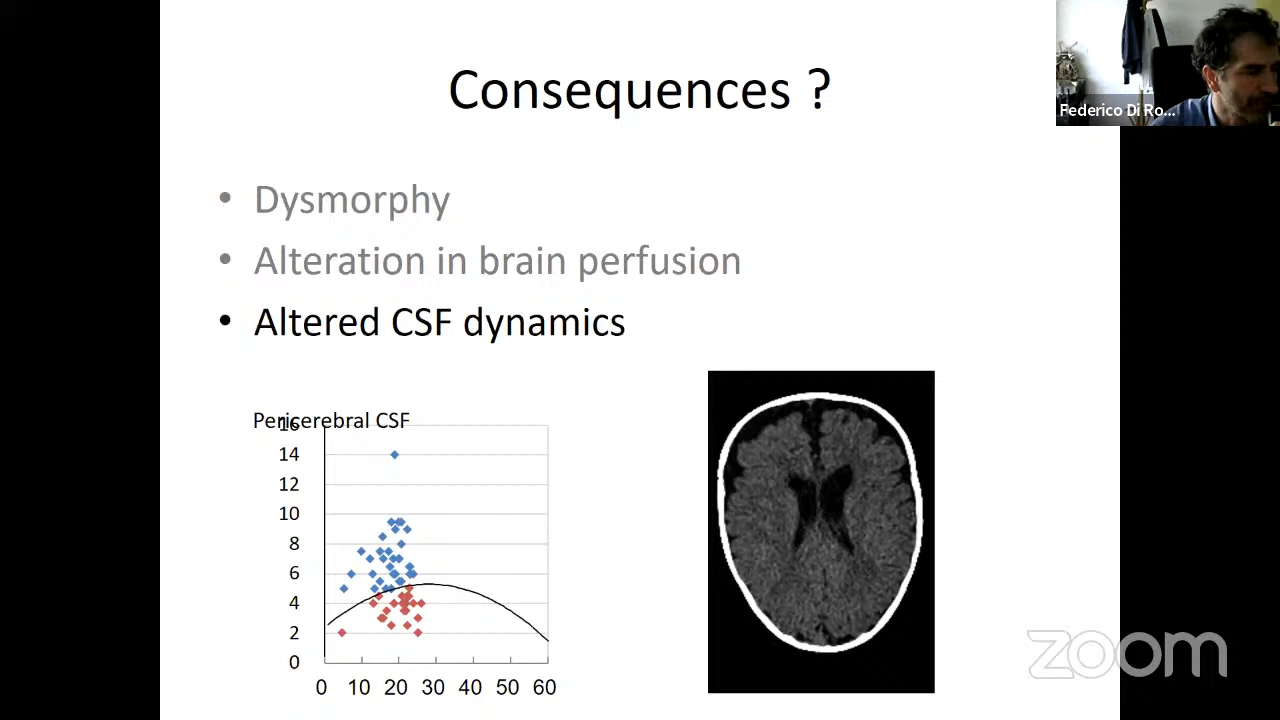 Consequences ?
Federico Di Ro...
• Dysmorphy
• Alteration in brain perfusion
• Altered CSF dynamics
Pericerebral CSF
16
14
12
10
8
6
4
2
0
0 10 20 30 40 50 60
zoom